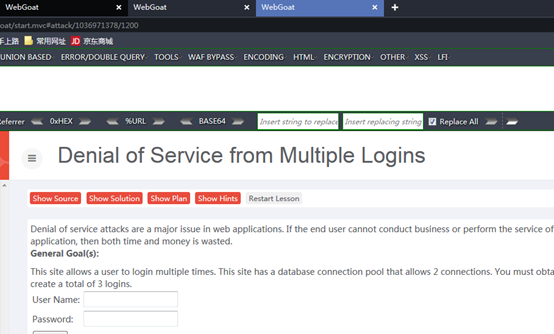 WebGoat × WebGoat × WebGoat × +
oat/start.mvc#attack/1036971378/1200
手上路 常用网址 JD 京东商城
UNION BASED· ERROR/DOUBLE QUERY· TOOLS· WAF BYPASS· ENCODING· HTML· ENCRYPTION· OTHER· XSS· LFI·
Referrer 0xHEX %URL BASE64 Insert string to replace Insert replacing string Replace All
Denial of Service from Multiple Logins
Show Source Show Solution Show Plan Show Hints Restart Lesson
Denial of service attacks are a major issue in web applications. If the end user cannot conduct business or perform the service of
application, then both time and money is wasted.
General Goal(s):
This site allows a user to login multiple times. This site has a database connection pool that allows 2 connections. You must obta
create a total of 3 logins.
User Name:
Password: